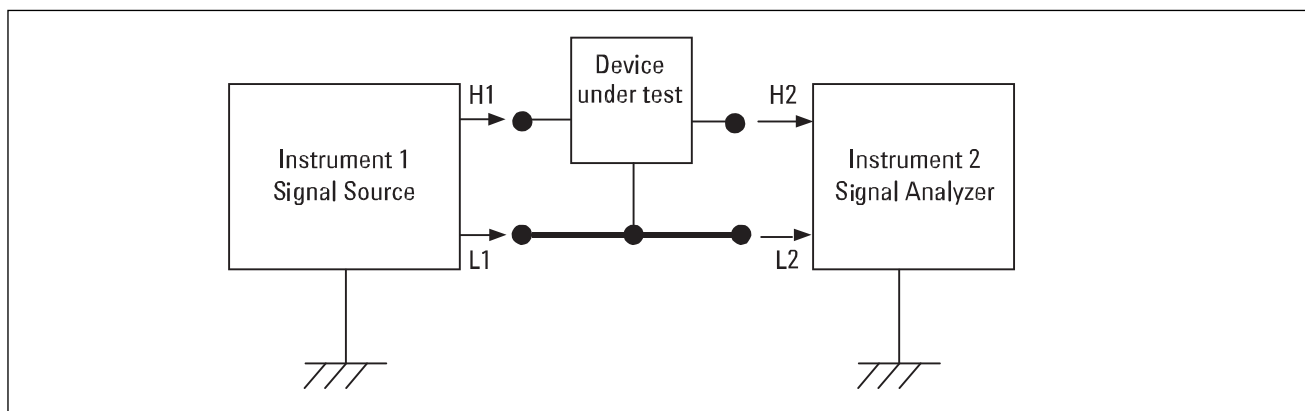 Device
under test
H1
H2
Instrument 1
Signal Source
Instrument 2
Signal Analyzer
L1
L2